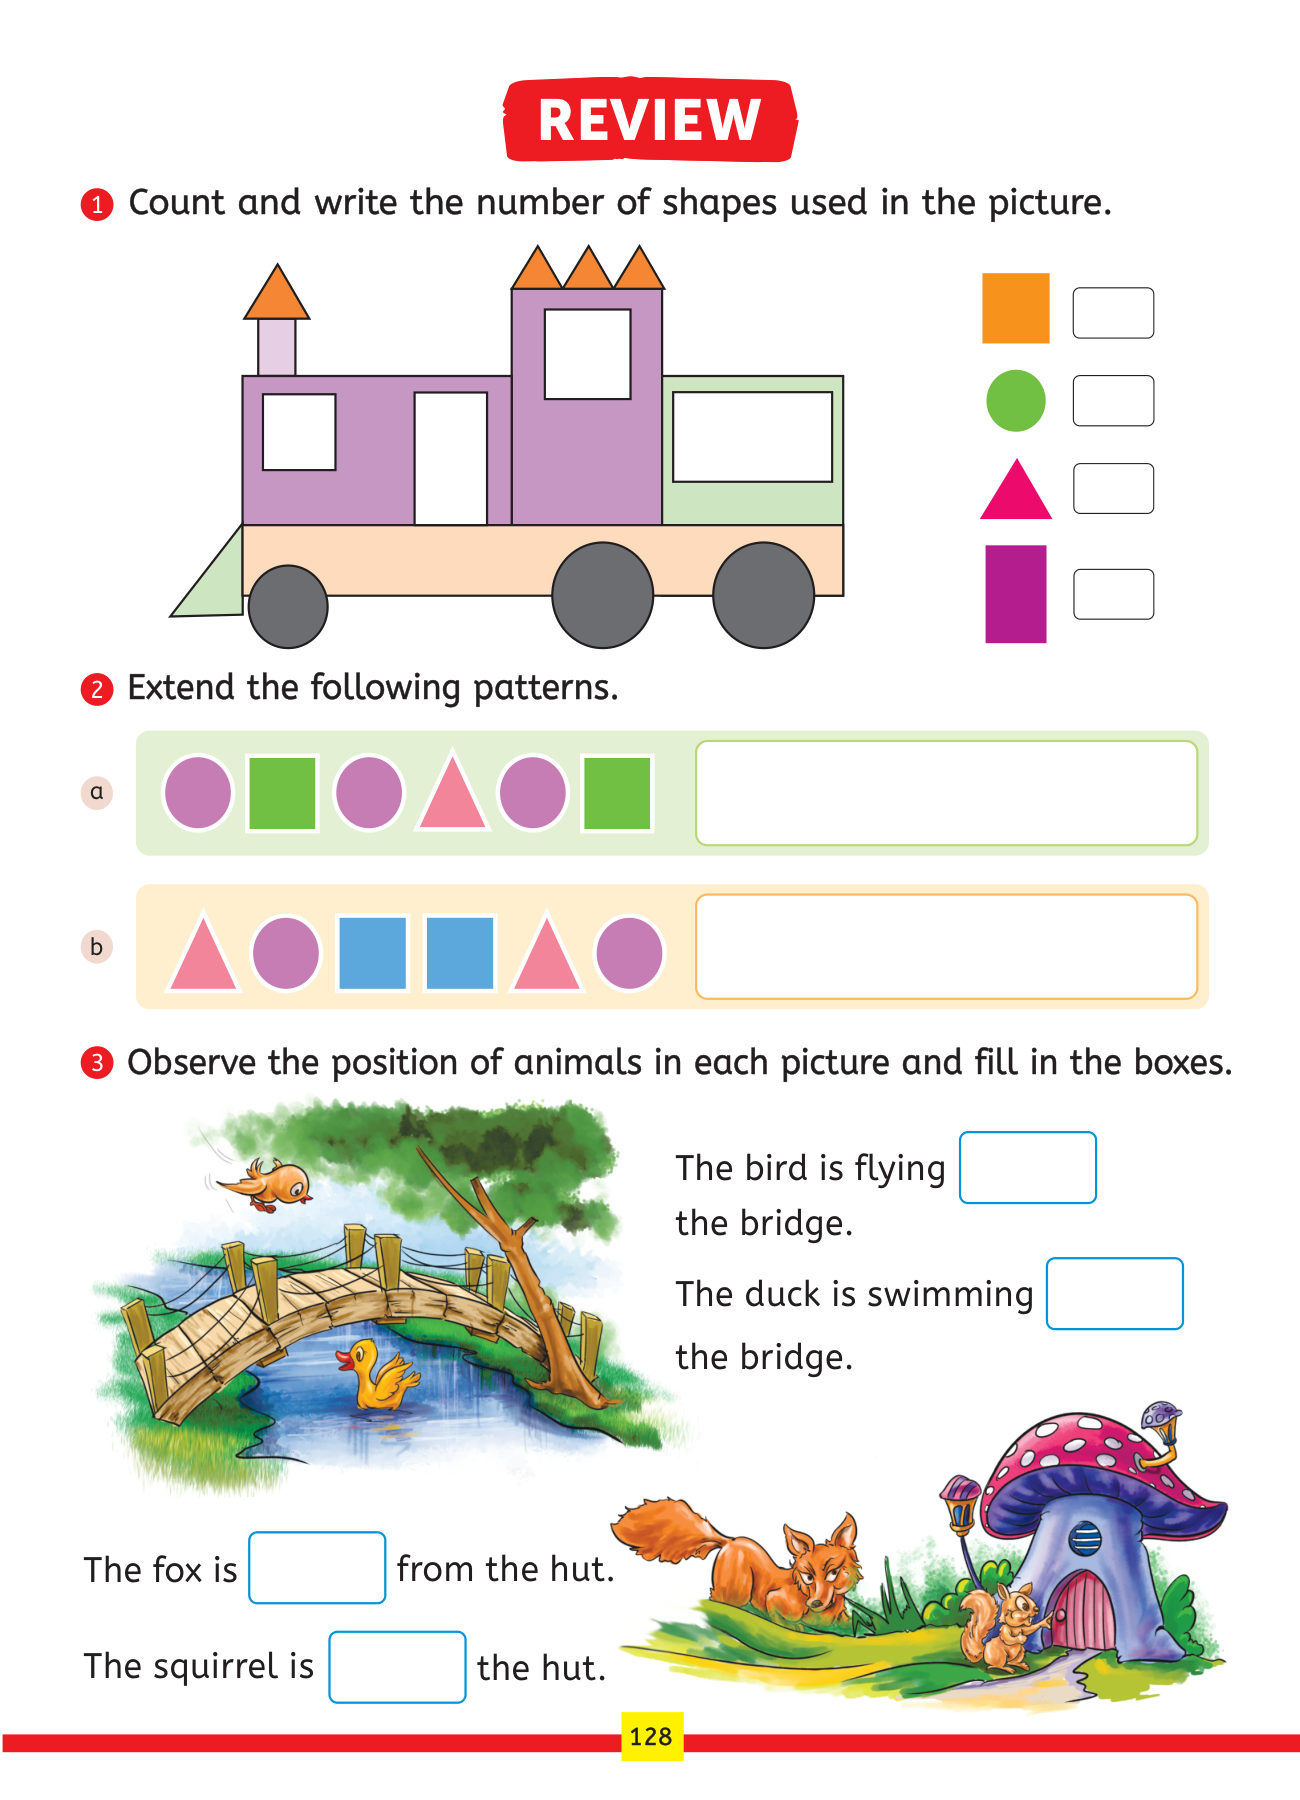 REVIEW
1 Count and write the number of shapes used in the picture.
2 Extend the following patterns.
a
b
3 Observe the position of animals in each picture and fill in the boxes.
The bird is flying
the bridge.
The duck is swimming
the bridge.
The fox is from the hut.
The squirrel is the hut.
128